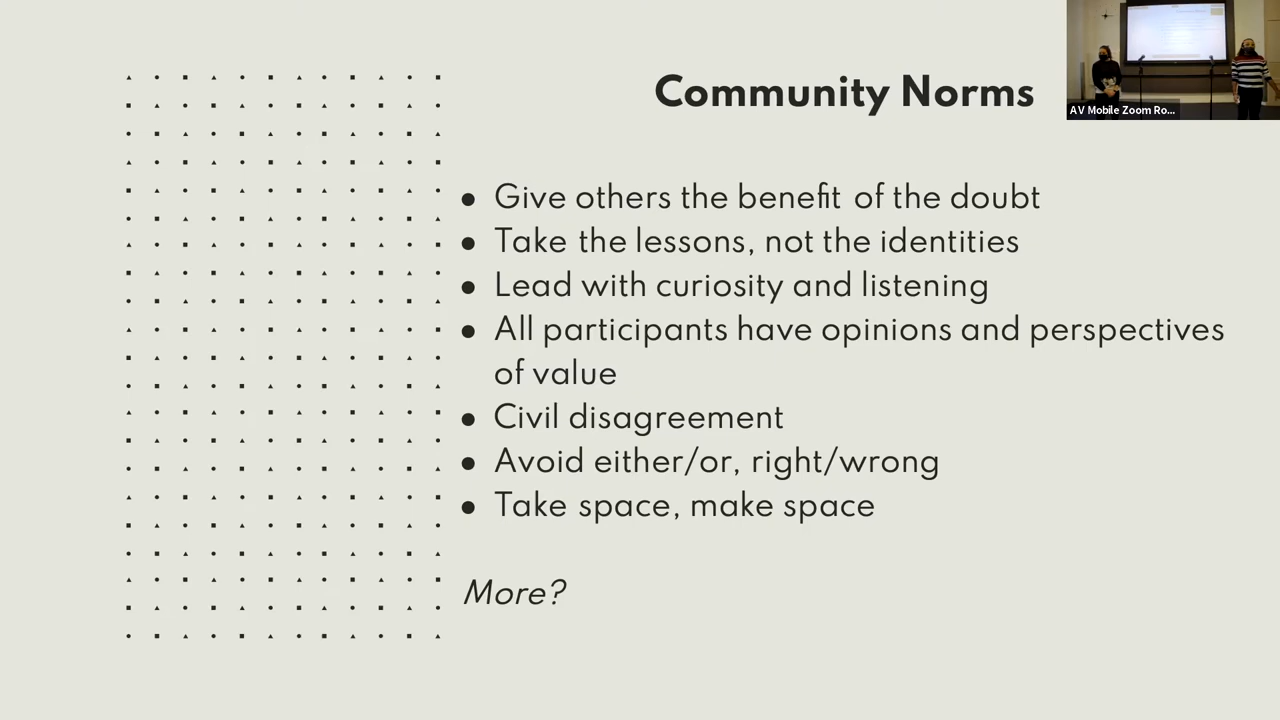 Community Norms
AV Mobile Zoom Ro...
● Give others the benefit of the doubt
● Take the lessons, not the identities
● Lead with curiosity and listening
● All participants have opinions and perspectives
of value
● Civil disagreement
● Avoid either/or, right/wrong
● Take space, make space
More?